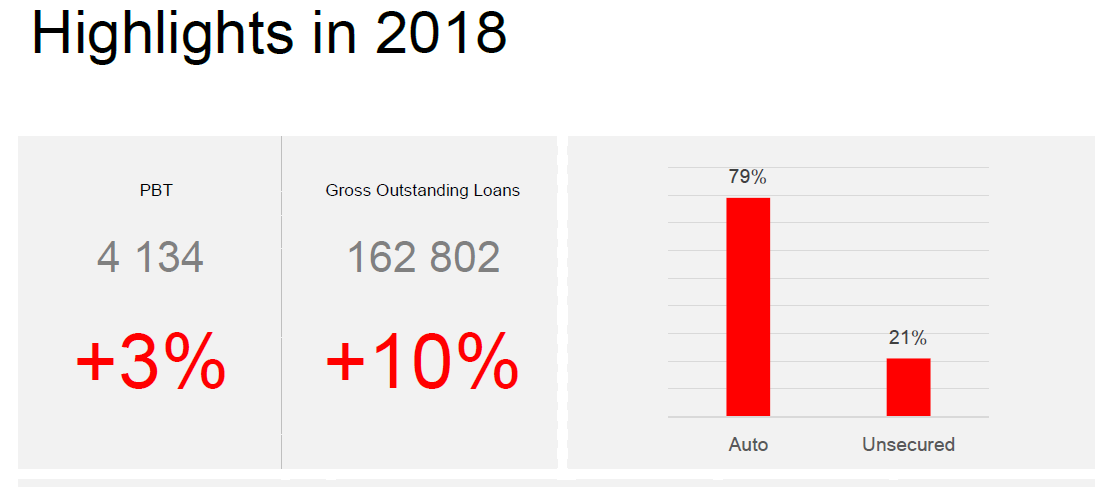 Highlights in 2018
PBT
4 134
+3%
Gross Outstanding Loans
162 802
+10%
79%
21%
Auto
Unsecured